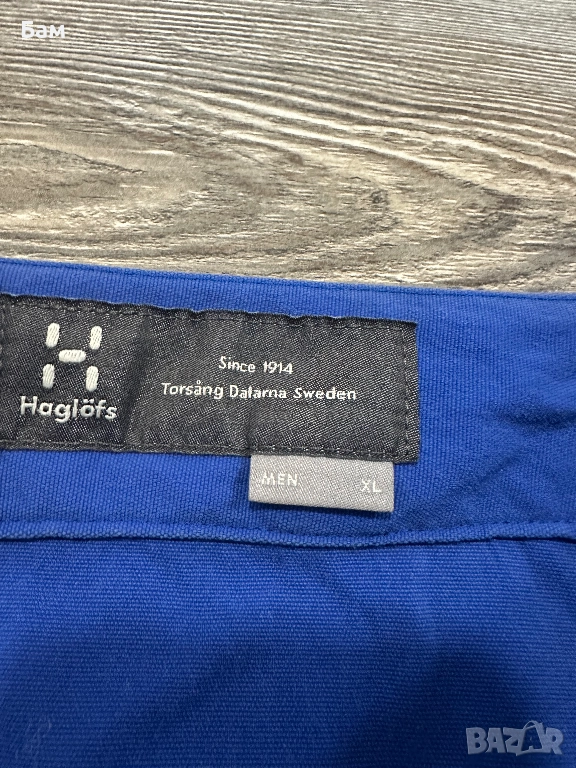 Бам
Since 1914
Torsång Dalarna Sweden
Haglöfs
MEN XL
BAZAR